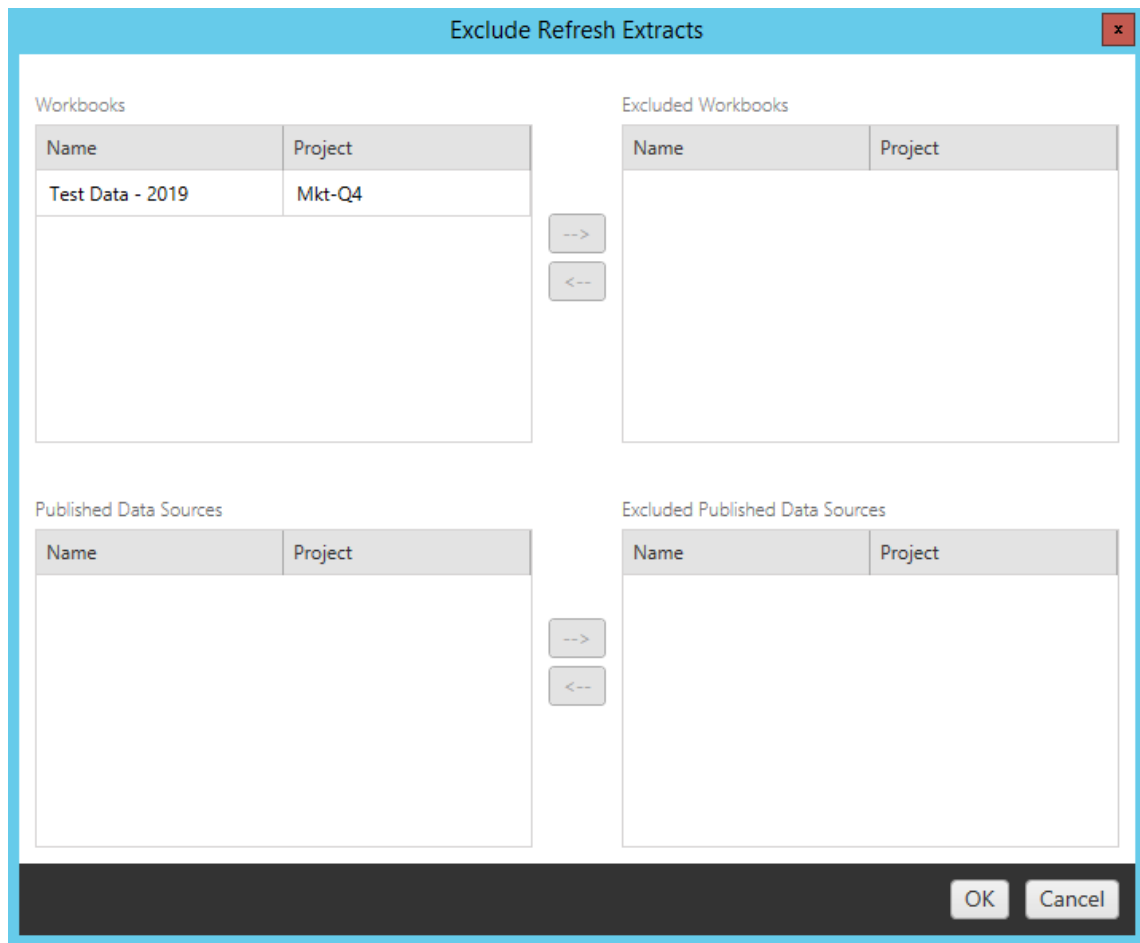 Exclude Refresh Extracts
x
Workbooks
Excluded Workbooks
Name Project
Name Project
Test Data - 2019 Mkt-Q4
-->
<--
Published Data Sources
Excluded Published Data Sources
Name Project
Name Project
-->
<--
OK Cancel